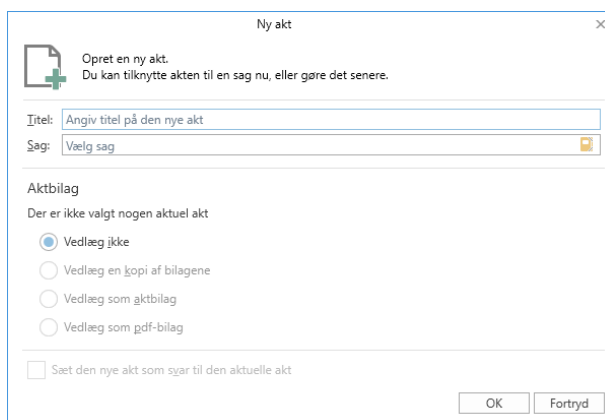 Ny akt
Opret en ny akt.
Du kan tilknytte akten til en sag nu, eller gøre det senere.
Titel: Angiv titel på den nye akt
Sag: Vælg sag
Aktbilag
Der er ikke valgt nogen aktuel akt
Vedlæg ikke
Vedlæg en kopi af bilagene
Vedlæg som aktbilag
Vedlæg som pdf-bilag
Sæt den nye akt som svar til den aktuelle akt
OK Fortryd